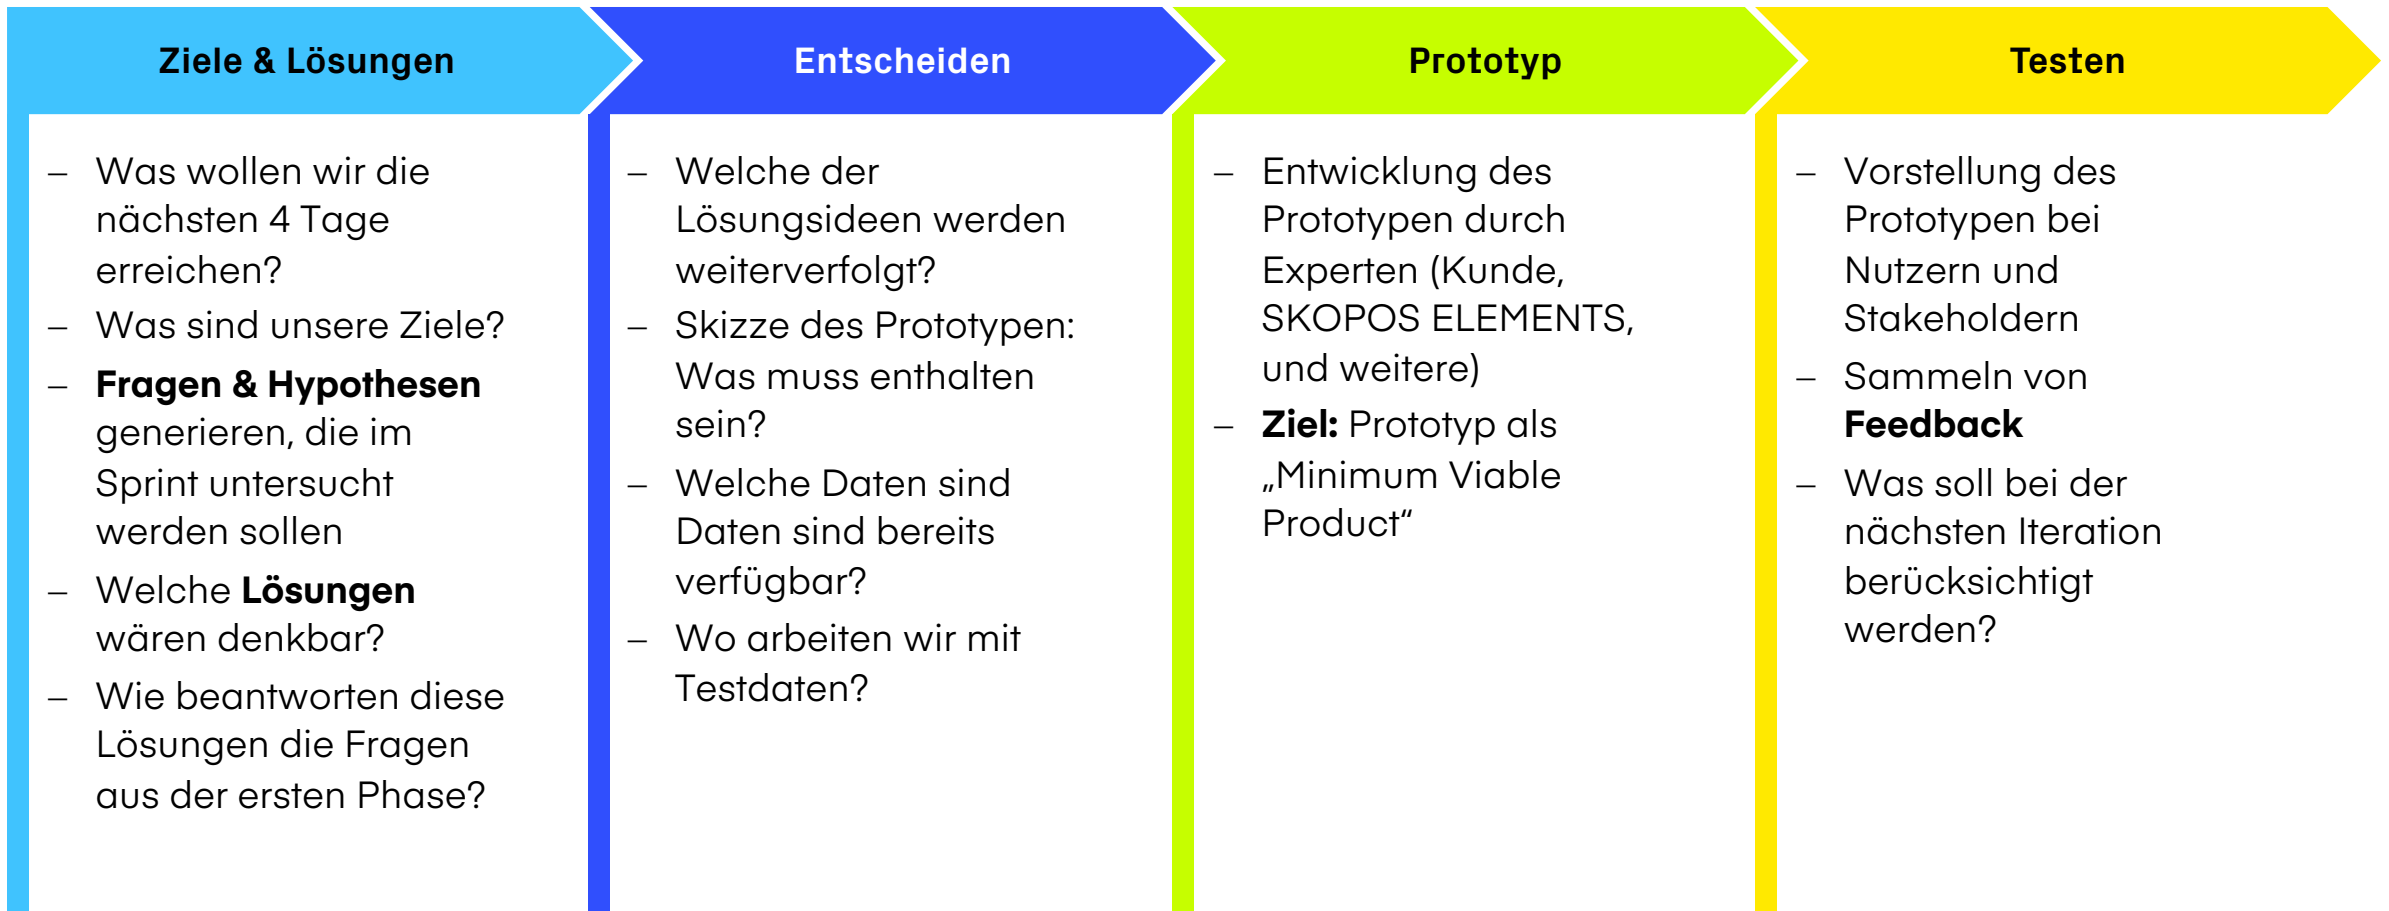 Ziele & Lösungen
– Was wollen wir die
nächsten 4 Tage
erreichen?
– Was sind unsere Ziele?
– Fragen & Hypothesen
generieren, die im
Sprint untersucht
werden sollen
– Welche Lösungen
wären denkbar?
– Wie beantworten diese
Lösungen die Fragen
aus der ersten Phase?
Entscheiden
– Welche der
Lösungsideen werden
weiterverfolgt?
– Skizze des Prototypen:
Was muss enthalten
sein?
– Welche Daten sind
Daten sind bereits
verfügbar?
– Wo arbeiten wir mit
Testdaten?
Prototyp
– Entwicklung des
Prototypen durch
Experten (Kunde,
SKOPOS ELEMENTS,
und weitere)
– Ziel: Prototyp als
„Minimum Viable
Product“
Testen
– Vorstellung des
Prototypen bei
Nutzern und
Stakeholdern
– Sammeln von
Feedback
– Was soll bei der
nächsten Iteration
berücksichtigt
werden?